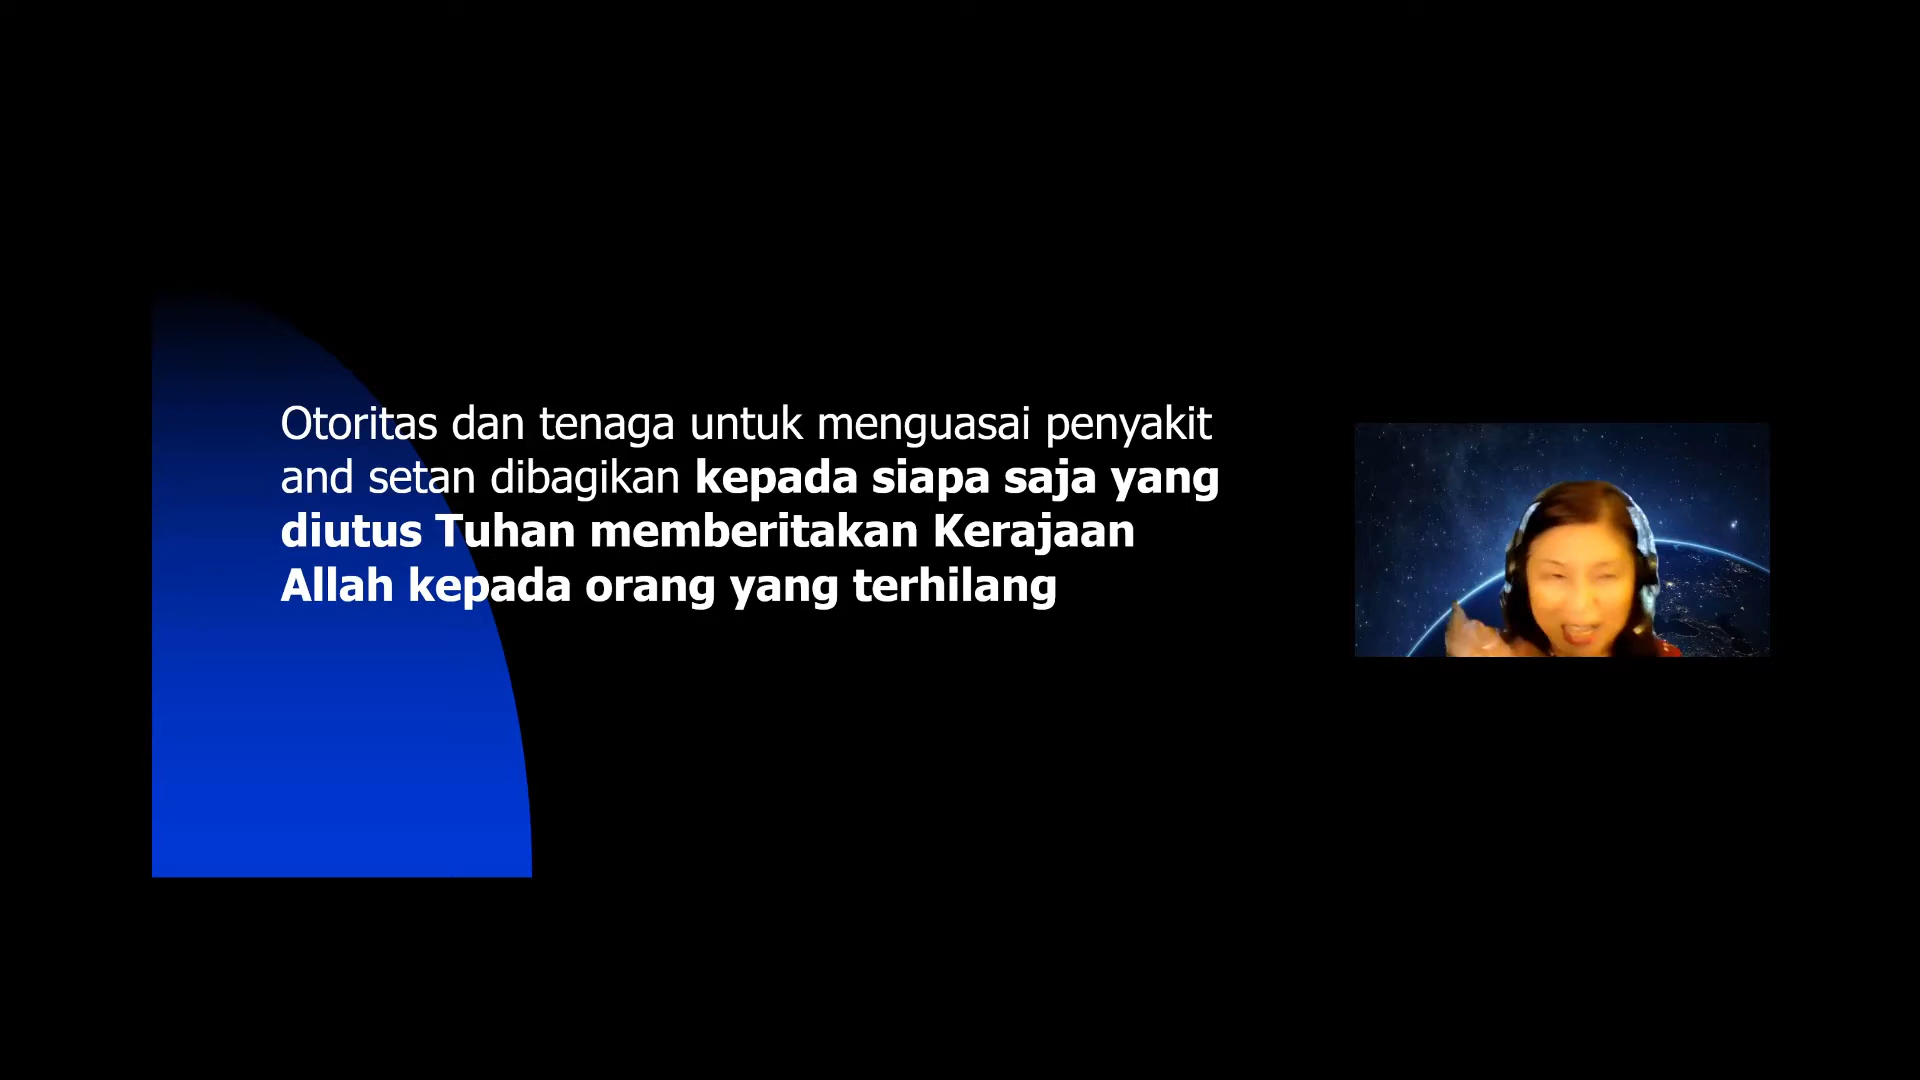 Otoritas dan tenaga untuk menguasai penyakit
and setan dibagikan kepada siapa saja yang
diutus Tuhan memberitakan Kerajaan
Allah kepada orang yang terhilang